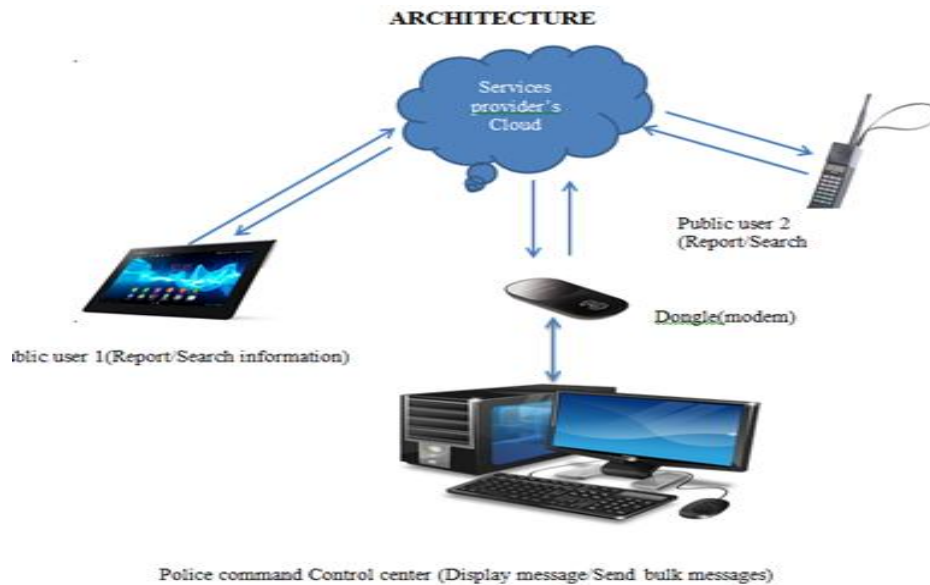 ARCHITECTURE
Services
provider's
Cloud
Public user 2
(Report/Search
Dongle(modem)
ublic user 1(Report/Search information)
Police command Control center (Display message/Send bulk messages)